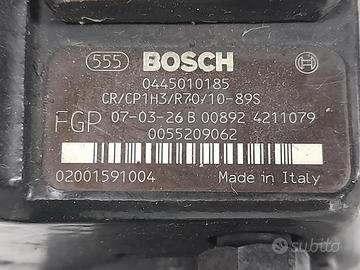 555 BOSCH
0445010185
CR/CP1H3/R70/10-89S
FGP 07-03-26 B 00892 4211079
0055209062
02001591004 Made in Italy
subito